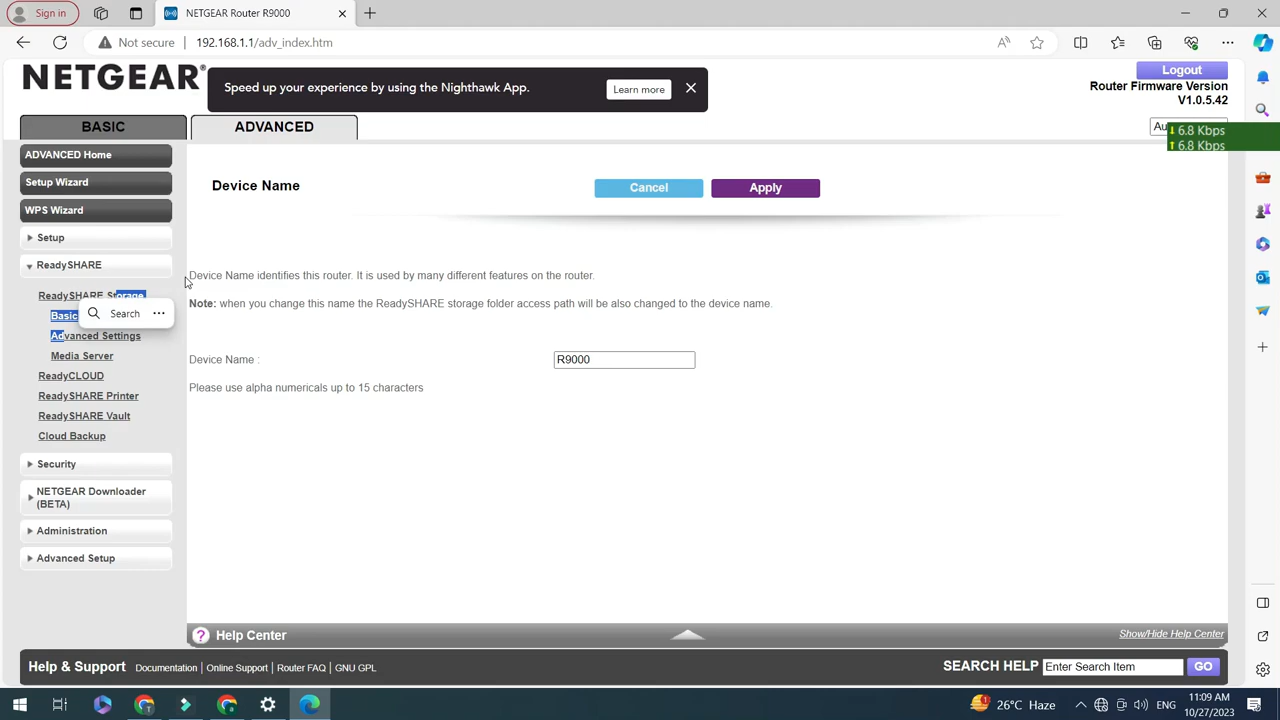 Sign in
NETGEAR Router R9000
Not secure
192.168.1.1/adv_index.htm
NETGEAR®
Speed up your experience by using the Nighthawk App.
Learn more
Logout
Router Firmware Version
V1.0.5.42
BASIC
ADVANCED
Au
6.8 Kbps
6.8 Kbps
ADVANCED Home
Setup Wizard
WPS Wizard
Setup
ReadySHARE
ReadySHARE Storage
Basic
Search
Advanced Settings
Media Server
ReadyCLOUD
ReadySHARE Printer
ReadySHARE Vault
Cloud Backup
Security
NETGEAR Downloader
(BETA)
Administration
Advanced Setup
Device Name
Cancel
Apply
Device Name identifies this router. It is used by many different features on the router.
Note: when you change this name the ReadySHARE storage folder access path will be also changed to the device name.
Device Name :
R9000
Please use alpha numericals up to 15 characters
? Help Center
Show/Hide Help Center
Help & Support
Documentation | Online Support | Router FAQ | GNU GPL
SEARCH HELP
Enter Search Item
GO
26°C Haze
ENG
11:09 AM
10/27/2023